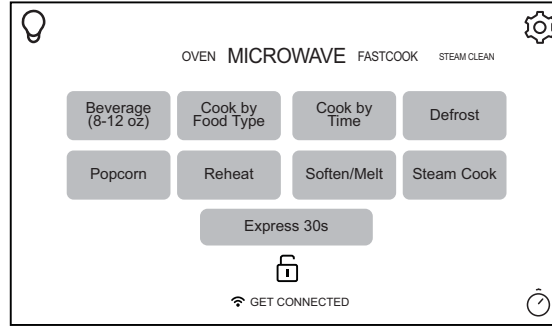 OVEN MICROWAVE FASTCOOK STEAM CLEAN
Beverage
(8-12 oz)
Cook by
Food Type
Cook by
Time
Defrost
Popcorn
Reheat
Soften/Melt
Steam Cook
Express 30s
GET CONNECTED